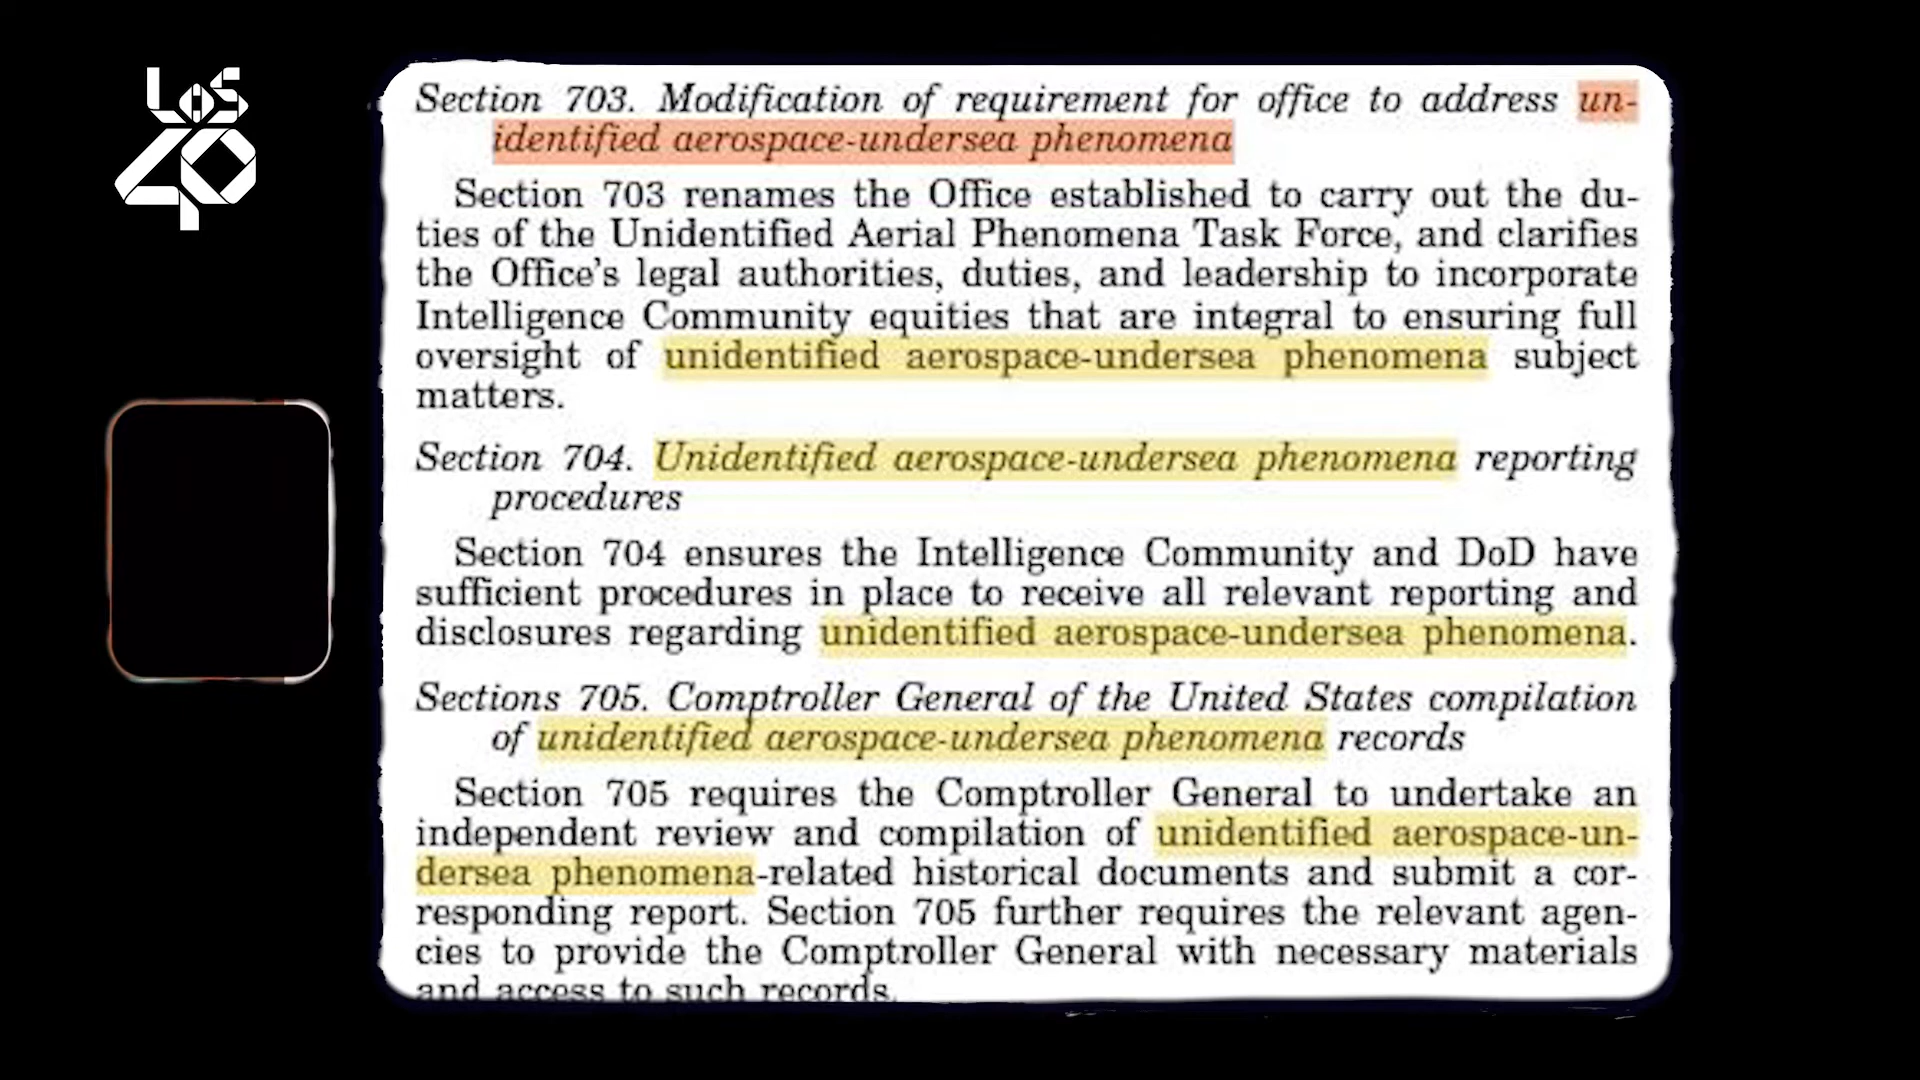 LOS
40
Section 703. Modification of requirement for office to address un-
identified aerospace-undersea phenomena
Section 703 renames the Office established to carry out the du-
ties of the Unidentified Aerial Phenomena Task Force, and clarifies
the Office's legal authorities, duties, and leadership to incorporate
Intelligence Community equities that are integral to ensuring full
oversight of unidentified aerospace-undersea phenomena subject
matters.
Section 704. Unidentified aerospace-undersea phenomena reporting
procedures
Section 704 ensures the Intelligence Community and DoD have
sufficient procedures in place to receive all relevant reporting and
disclosures regarding unidentified aerospace-undersea phenomena.
Sections 705. Comptroller General of the United States compilation
of unidentified aerospace-undersea phenomena records
Section 705 requires the Comptroller General to undertake an
independent review and compilation of unidentified aerospace-un-
dersea phenomena-related historical documents and submit a cor-
responding report. Section 705 further requires the relevant agen-
cies to provide the Comptroller General with necessary materials
and access to such records.